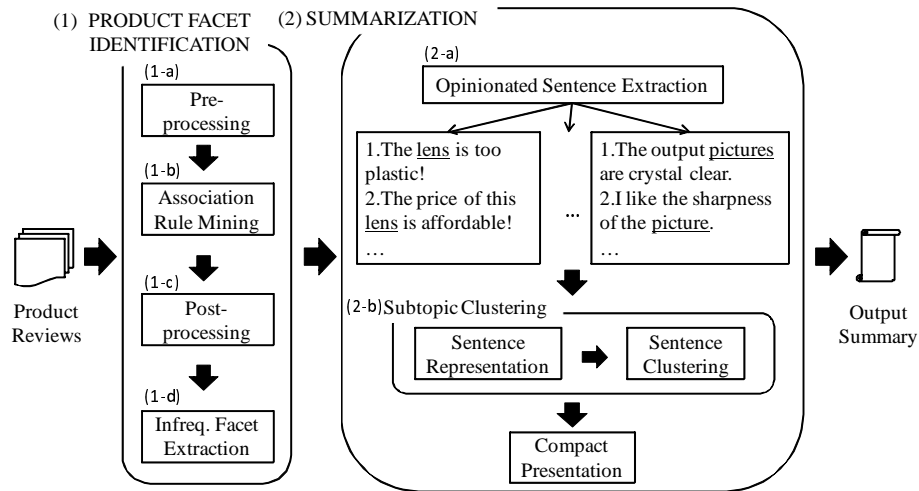 (1) PRODUCT FACET
IDENTIFICATION
(2) SUMMARIZATION
(1-a)
Pre-
processing
(1-b)
Association
Rule Mining
(1-c)
Post-
processing
(1-d)
Infreq. Facet
Extraction
Product
Reviews
(2-a)
Opinionated Sentence Extraction
1.The lens is too
plastic!
2.The price of this
lens is affordable!
…
...
1.The output pictures
are crystal clear.
2.I like the sharpness
of the picture.
…
(2-b)Subtopic Clustering
Sentence
Representation
Sentence
Clustering
Compact
Presentation
Output
Summary